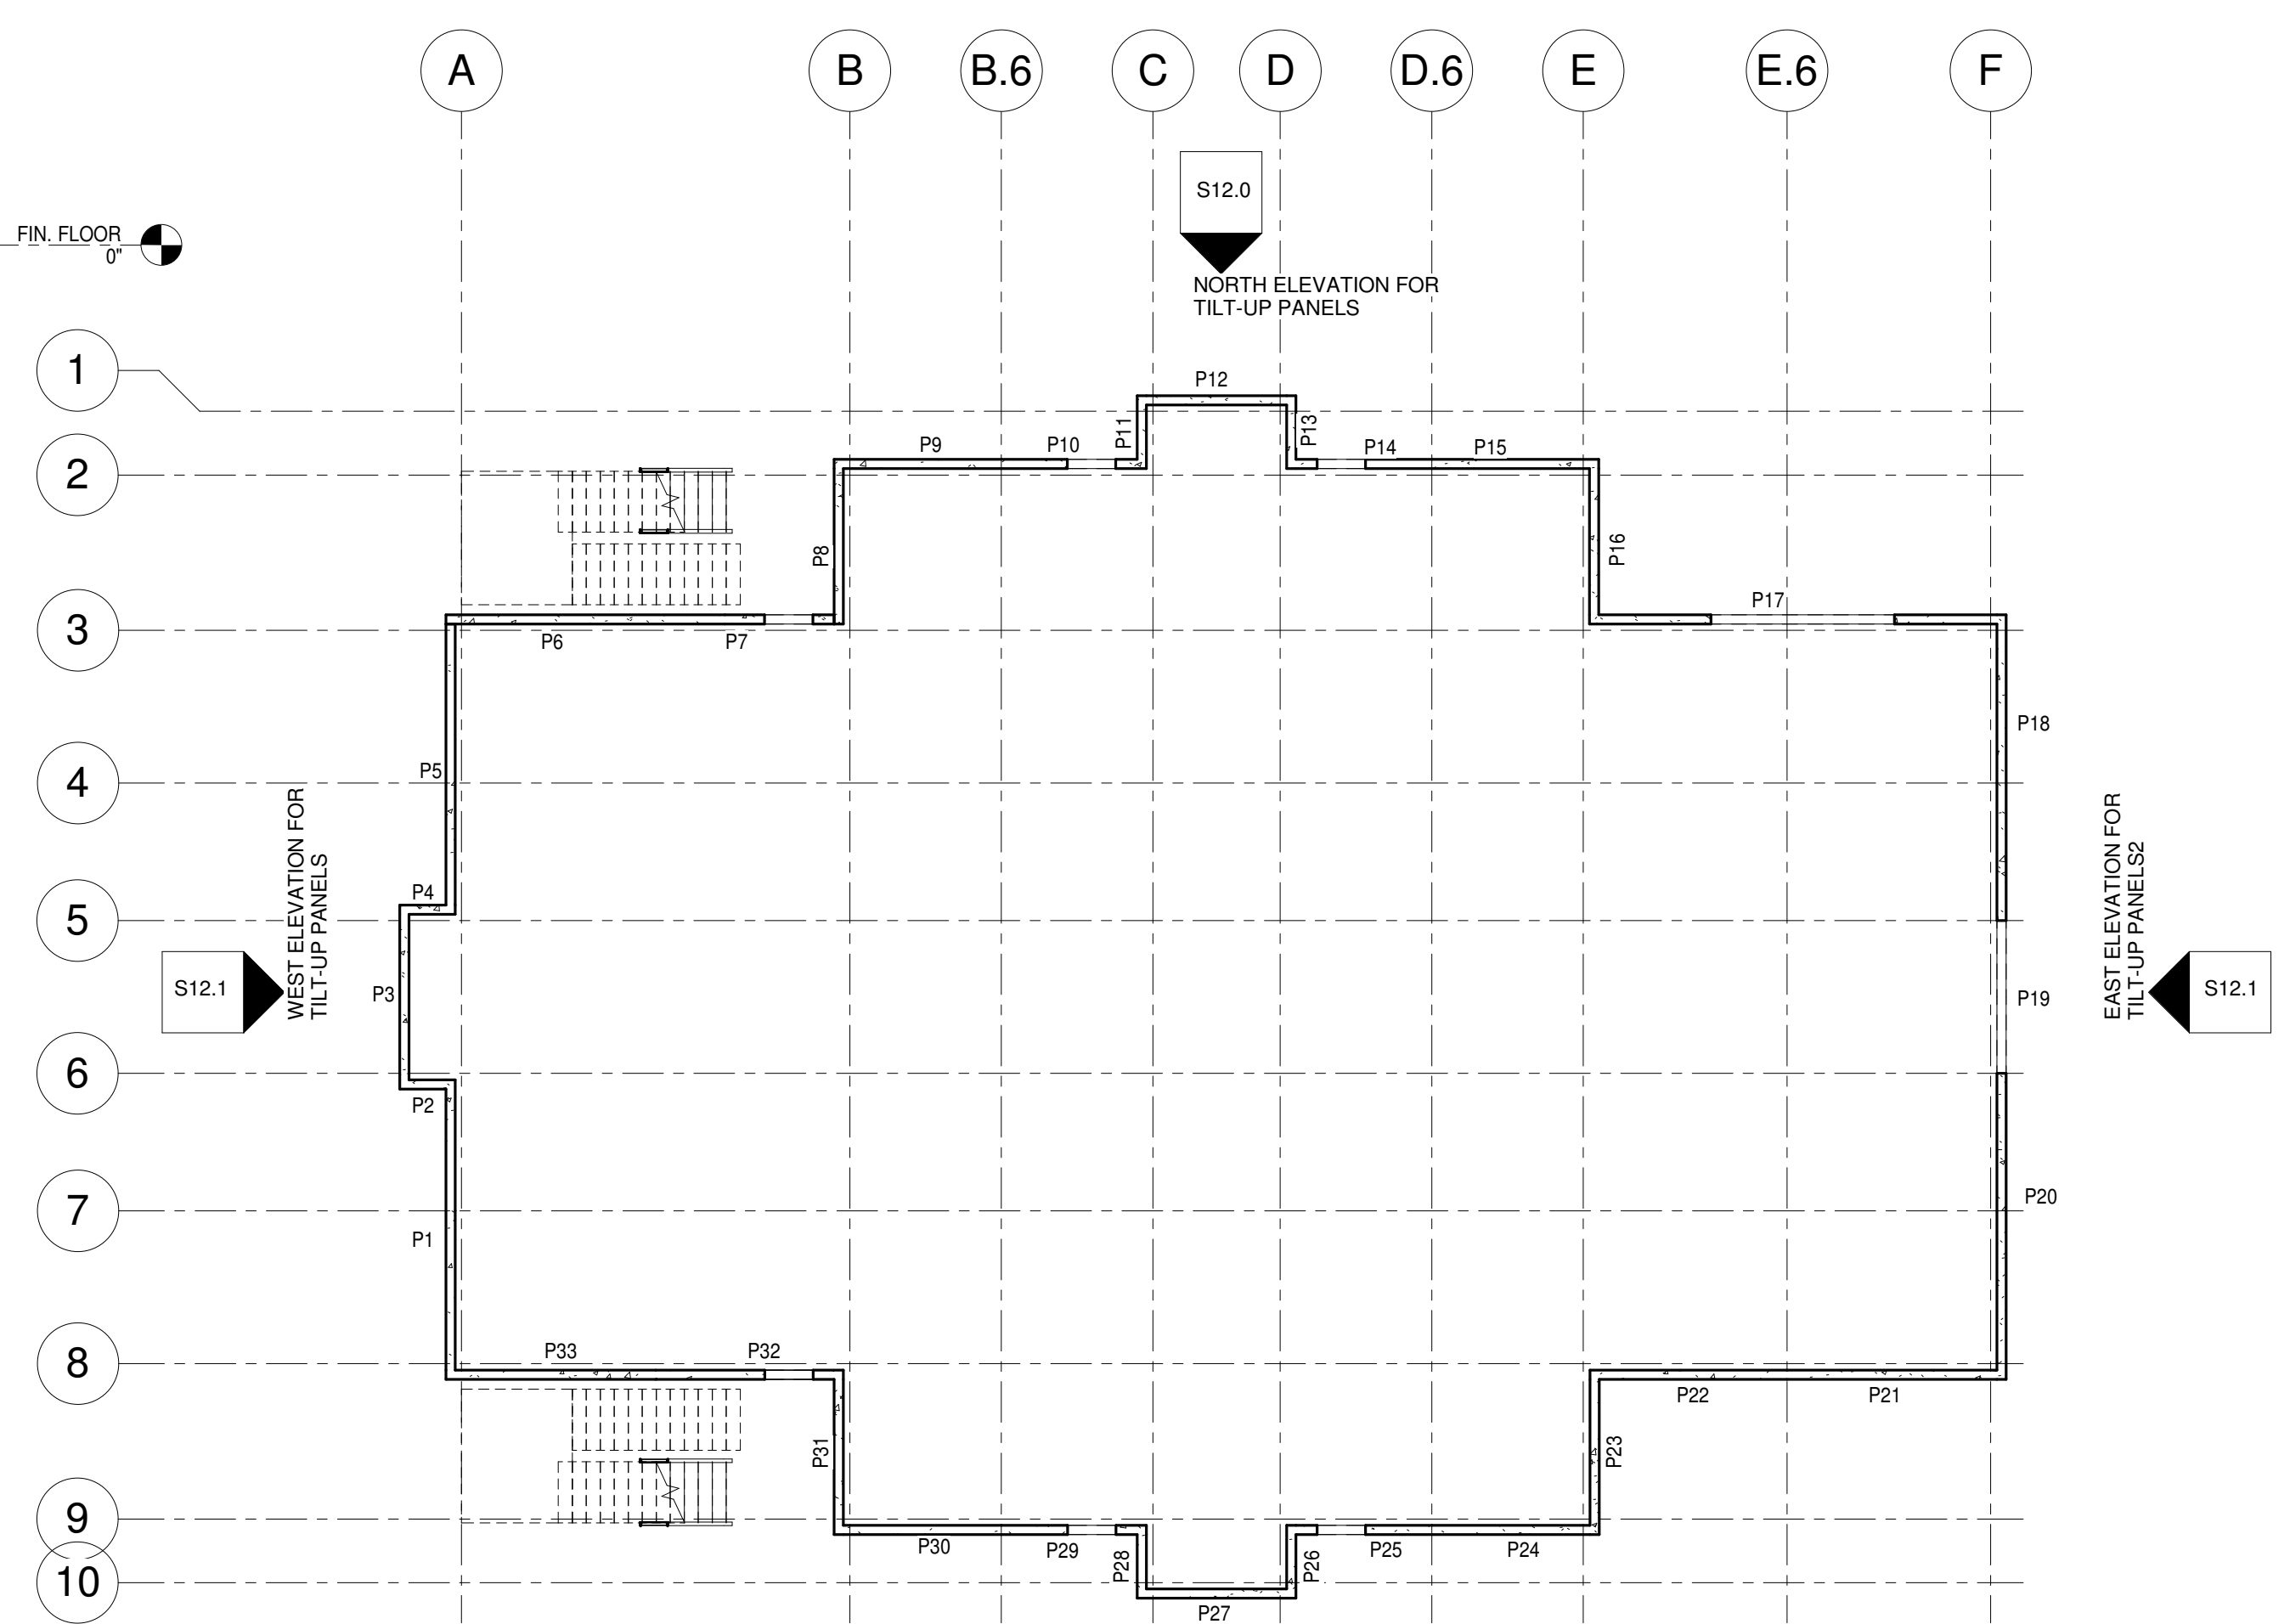 A B B.6 C D D.6 E E.6 F
S12.0
FIN. FLOOR
0"
NORTH ELEVATION FOR
TILT-UP PANELS
1
P12
P11
P13
P9
P10
P14
P15
2
P8
P16
3
P6
P7
P17
P18
P5
4
WEST ELEVATION FOR
TILT-UP PANELS
EAST ELEVATION FOR
TILT-UP PANELS2
P4
5
S12.1
P3
P19
S12.1
6
P2
P20
7
P1
8
P33
P32
P22
P21
P31
P23
9
P30
P29
P28
P26
P25
P24
10
P27